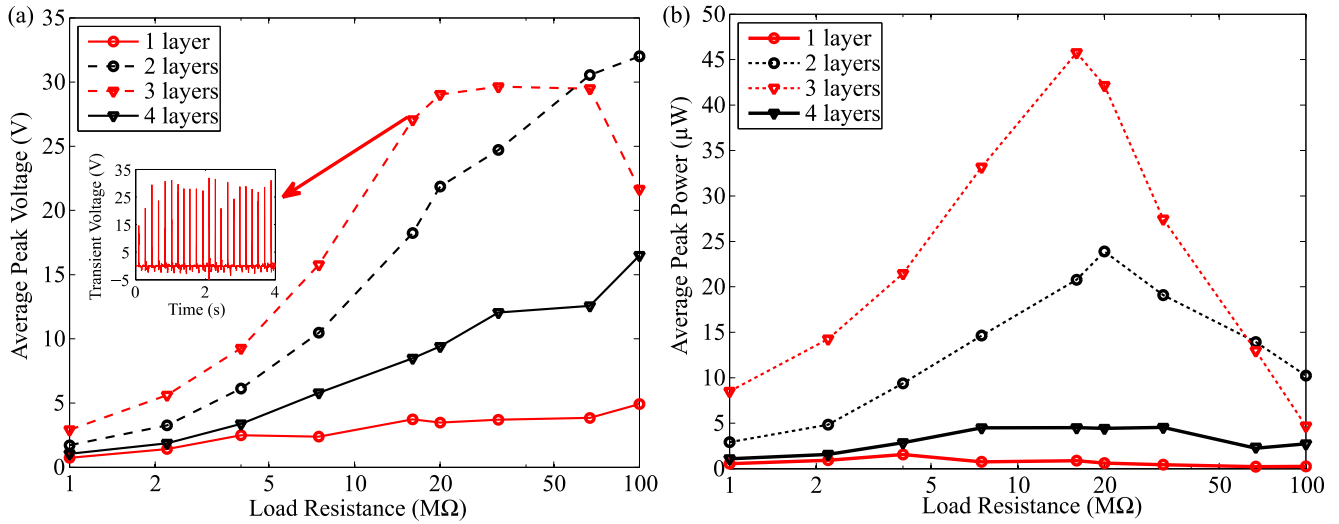 (a)
35
30
25
20
15
10
5
0
Average Peak Voltage (V)
1 layer
2 layers
3 layers
4 layers
35
25
15
5
−5
Transient Voltage (V)
0
2
4
Time (s)
1
2
5
10
20
50
100
Load Resistance (MΩ)
(b)
50
45
40
35
30
25
20
15
10
5
0
Average Peak Power (µW)
1 layer
2 layers
3 layers
4 layers
1
2
5
10
20
50
100
Load Resistance (MΩ)